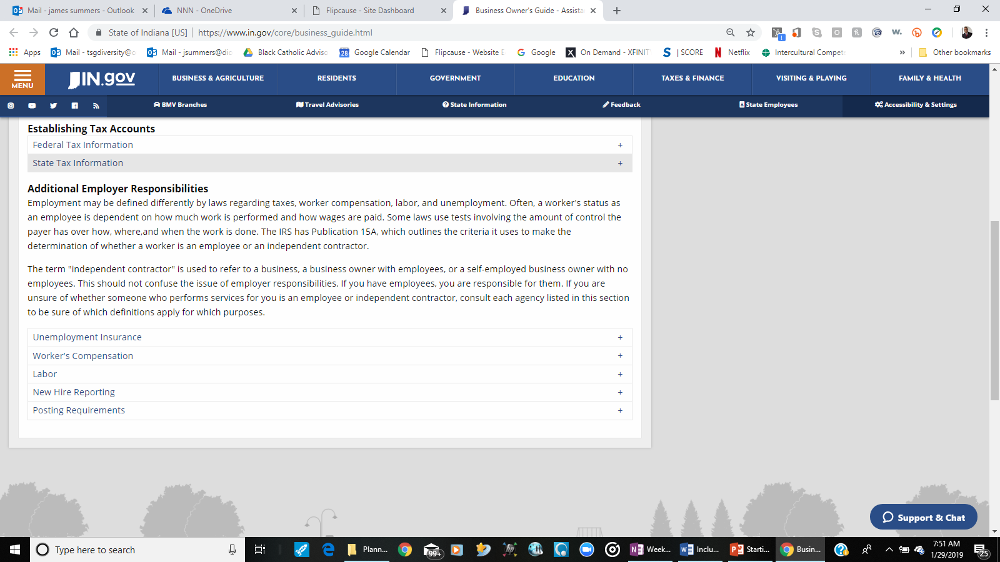 Mail - james summers - Outlook
NNN - OneDrive
Flipcause - Site Dashboard
Business Owner's Guide - Assista
State of Indiana [US]
https://www.in.gov/core/business_guide.html
Apps
Mail - tsgdiversity@o
Mail - jsummers@dio
Black Catholic Adviso
28
Google Calendar
Flipcause - Website E
Google
On Demand - XFINIT
| SCORE
Netflix
Intercultural Compete
»
Other bookmarks
MENU
IN.gov
BUSINESS & AGRICULTURE
RESIDENTS
GOVERNMENT
EDUCATION
TAXES & FINANCE
VISITING & PLAYING
FAMILY & HEALTH
BMV Branches
Travel Advisories
State Information
Feedback
State Employees
Accessibility & Settings
Establishing Tax Accounts
Federal Tax Information +
State Tax Information +
Additional Employer Responsibilities
Employment may be defined differently by laws regarding taxes, worker compensation, labor, and unemployment. Often, a worker's status as
an employee is dependent on how much work is performed and how wages are paid. Some laws use tests involving the amount of control the
payer has over how, where,and when the work is done. The IRS has Publication 15A, which outlines the criteria it uses to make the
determination of whether a worker is an employee or an independent contractor.
The term "independent contractor" is used to refer to a business, a business owner with employees, or a self-employed business owner with no
employees. This should not confuse the issue of employer responsibilities. If you have employees, you are responsible for them. If you are
unsure of whether someone who performs services for you is an employee or independent contractor, consult each agency listed in this section
to be sure of which definitions apply for which purposes.
Unemployment Insurance +
Worker's Compensation +
Labor +
New Hire Reporting +
Posting Requirements +
Support & Chat
Type here to search
Plann...
99+
Week...
Inclu...
Starti...
Busin...
7:51 AM
1/29/2019
25